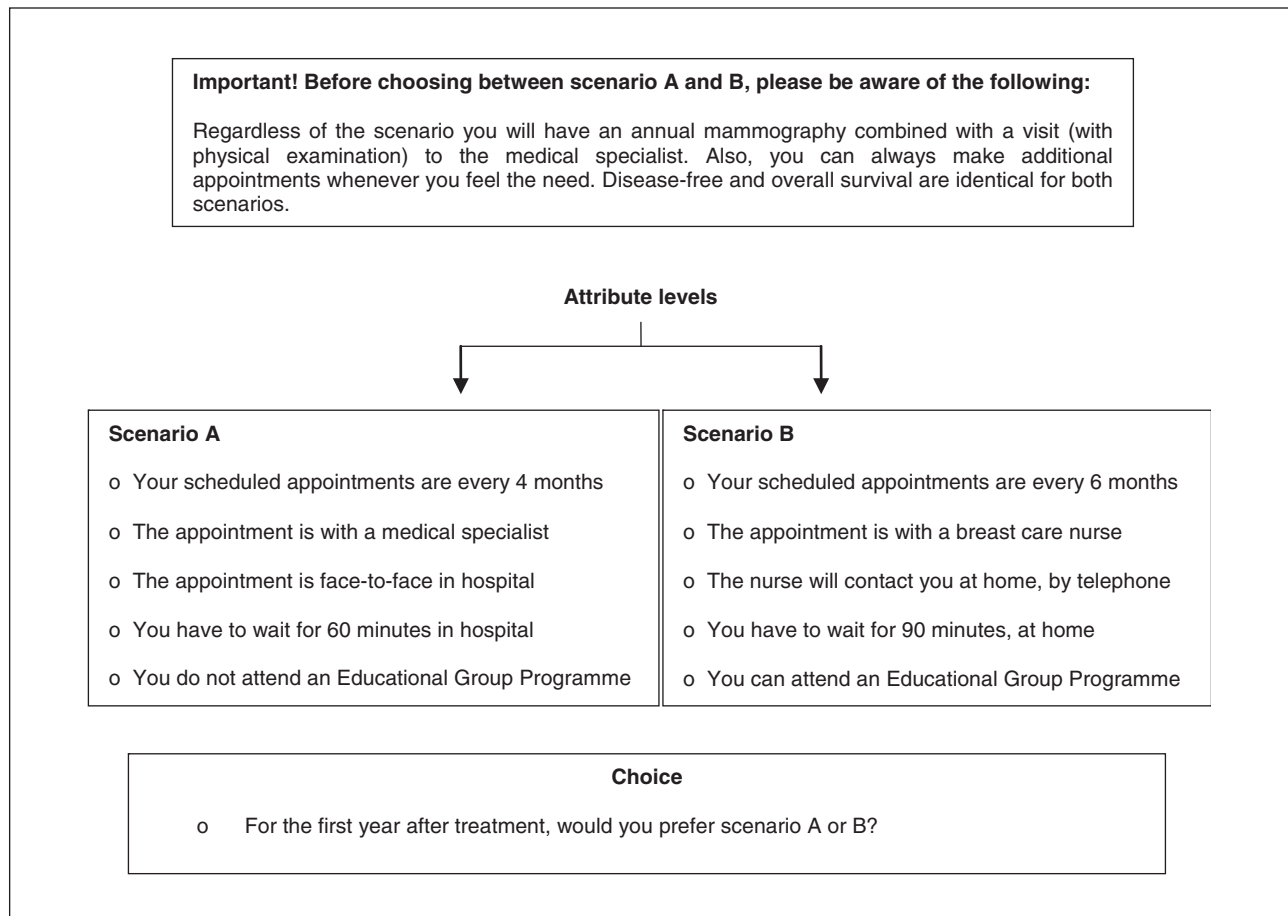 Important! Before choosing between scenario A and B, please be aware of the following:
Regardless of the scenario you will have an annual mammography combined with a visit (with
physical examination) to the medical specialist. Also, you can always make additional
appointments whenever you feel the need. Disease-free and overall survival are identical for both
scenarios.
Attribute levels
Scenario A
o Your scheduled appointments are every 4 months
o The appointment is with a medical specialist
o The appointment is face-to-face in hospital
o You have to wait for 60 minutes in hospital
o You do not attend an Educational Group Programme
Scenario B
o Your scheduled appointments are every 6 months
o The appointment is with a breast care nurse
o The nurse will contact you at home, by telephone
o You have to wait for 90 minutes, at home
o You can attend an Educational Group Programme
Choice
o For the first year after treatment, would you prefer scenario A or B?